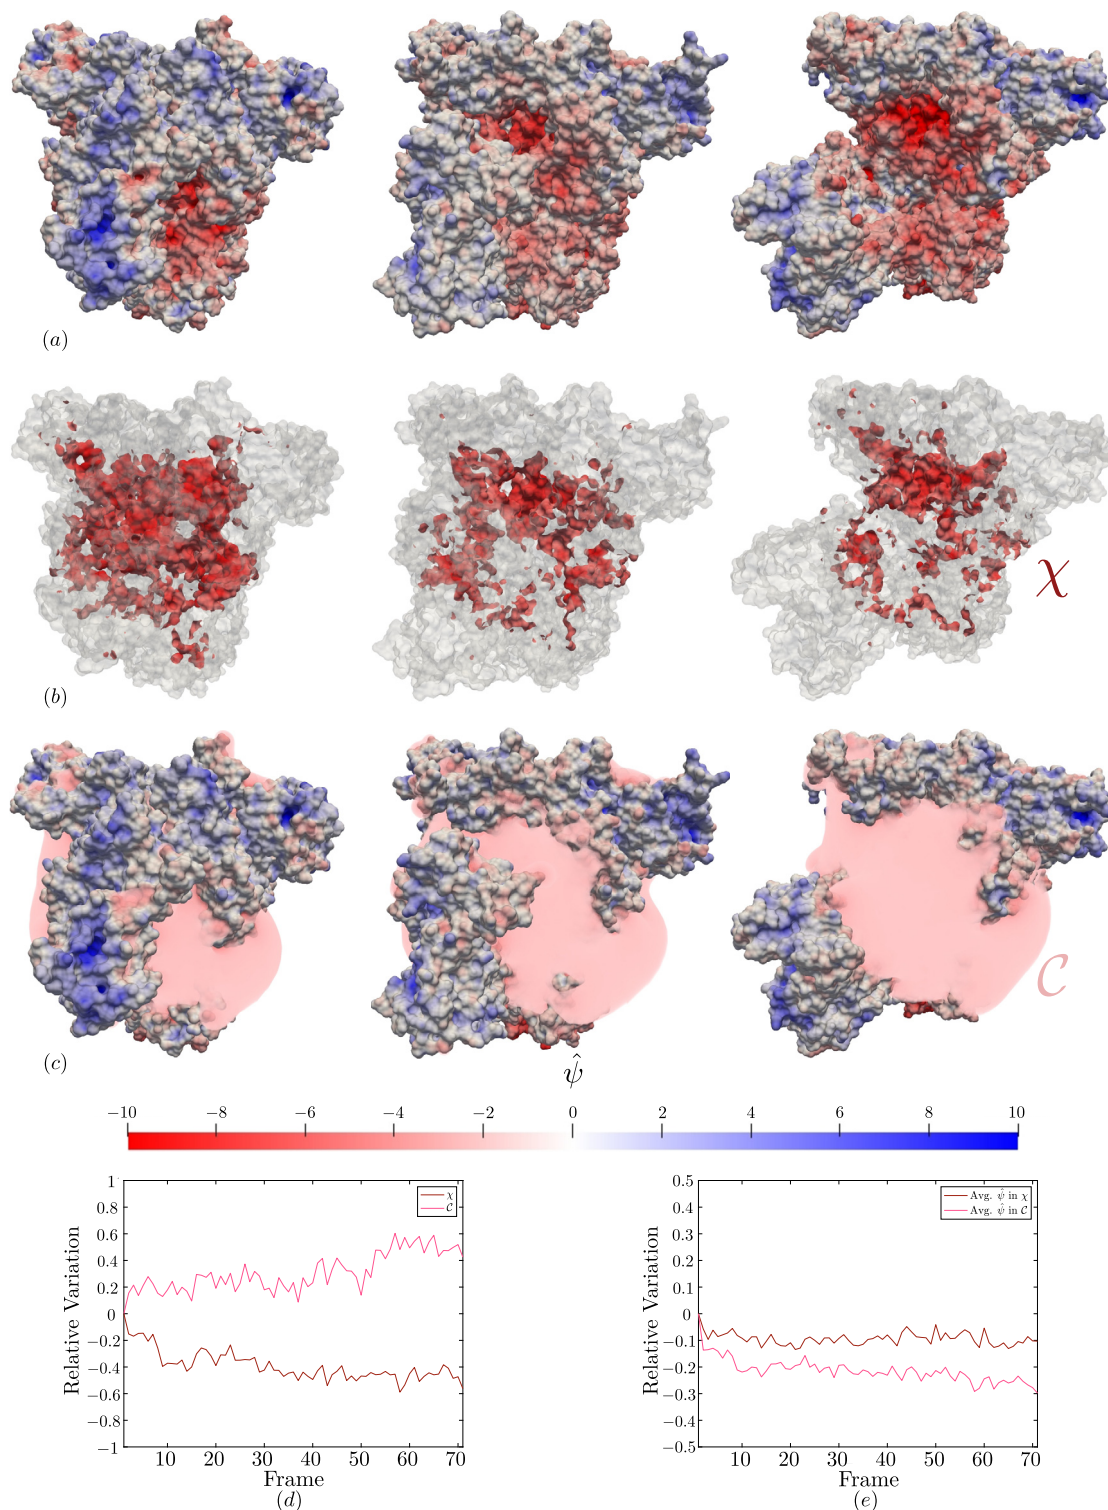 (a)
χ
(b)
𝒞
(c)
ψ̂
−10 −8 −6 −4 −2 0 2 4 6 8 10
1
0.8
0.6
0.4
0.2
0
−0.2
−0.4
−0.6
−0.8
−1
Relative Variation
χ
𝒞
10 20 30 40 50 60 70
Frame
(d)
0.5
0.4
0.3
0.2
0.1
0
−0.1
−0.2
−0.3
−0.4
−0.5
Relative Variation
Avg. ψ̂ in χ
Avg. ψ̂ in 𝒞
10 20 30 40 50 60 70
Frame
(e)